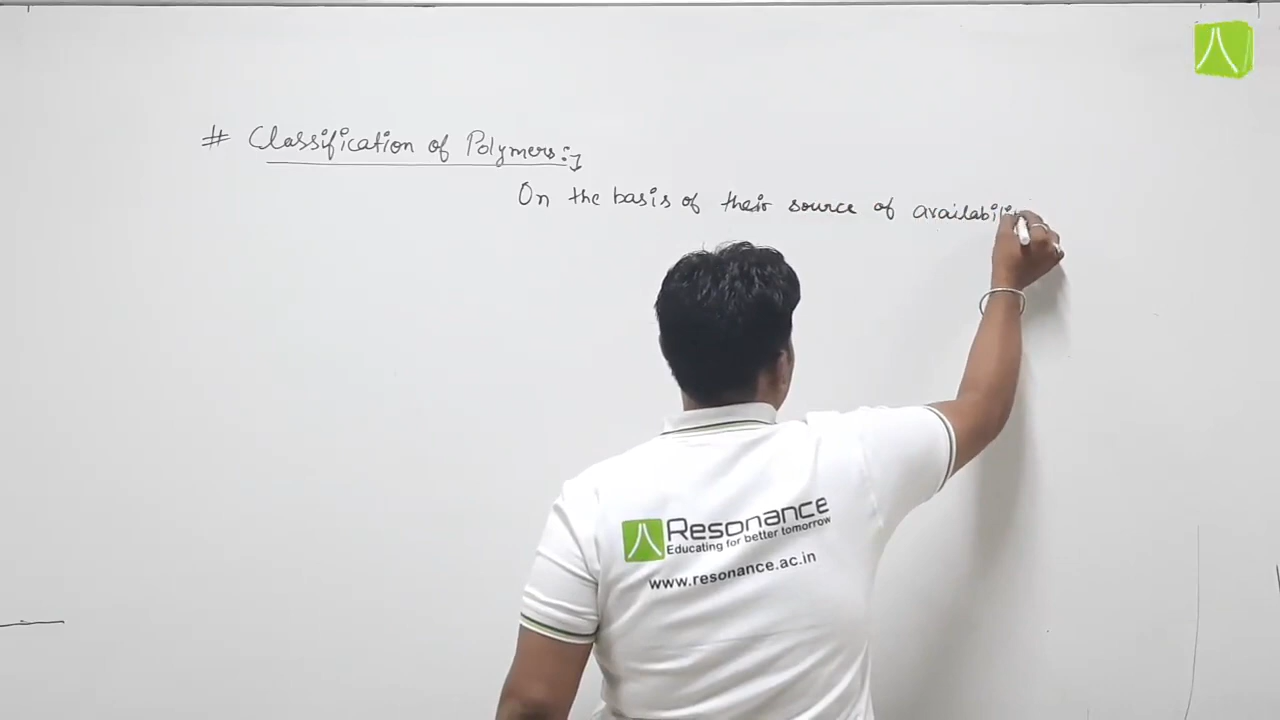 # Classification of Polymers:-
On the basis of their source of availabili
Resonance
Educating for better tomorrow
www.resonance.ac.in